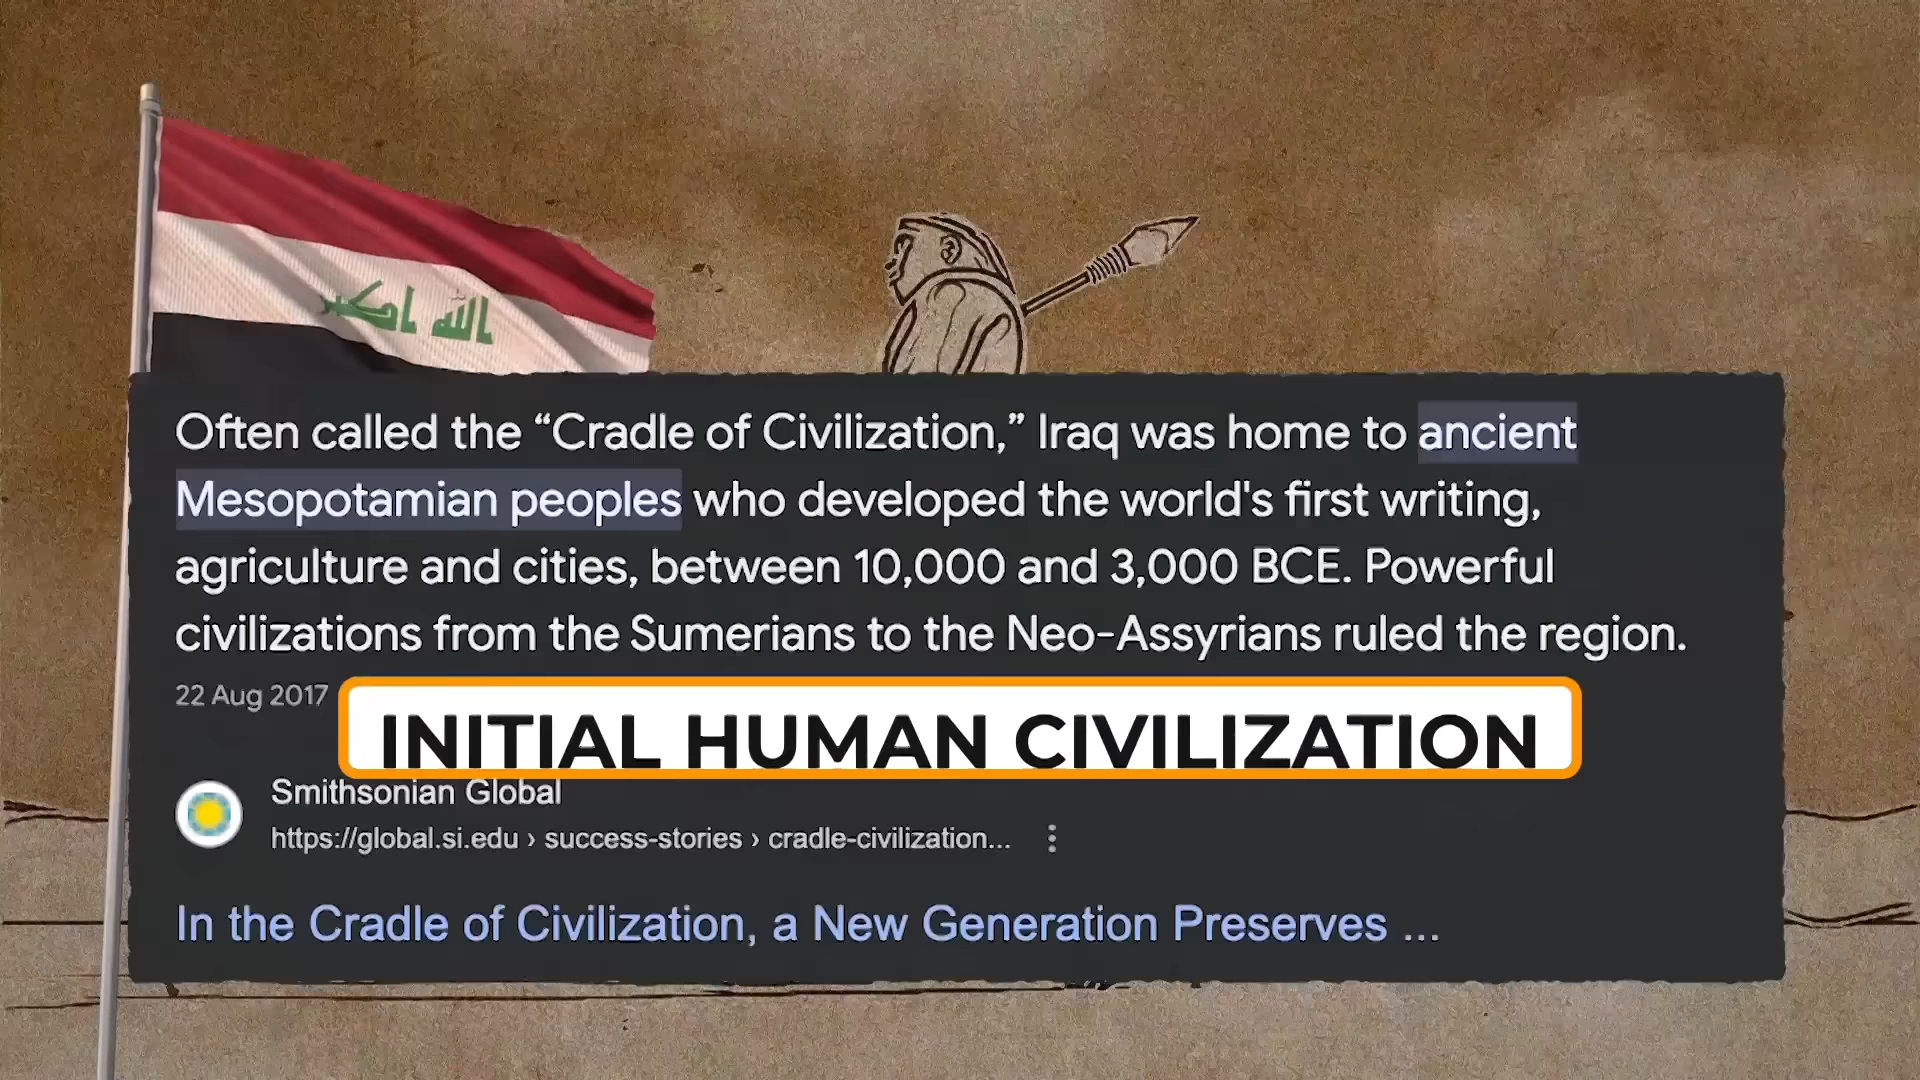 الله اكبر
Often called the “Cradle of Civilization,” Iraq was home to ancient
Mesopotamian peoples who developed the world's first writing,
agriculture and cities, between 10,000 and 3,000 BCE. Powerful
civilizations from the Sumerians to the Neo-Assyrians ruled the region.
22 Aug 2017
INITIAL HUMAN CIVILIZATION
Smithsonian Global
https://global.si.edu › success-stories › cradle-civilization...
In the Cradle of Civilization, a New Generation Preserves ...